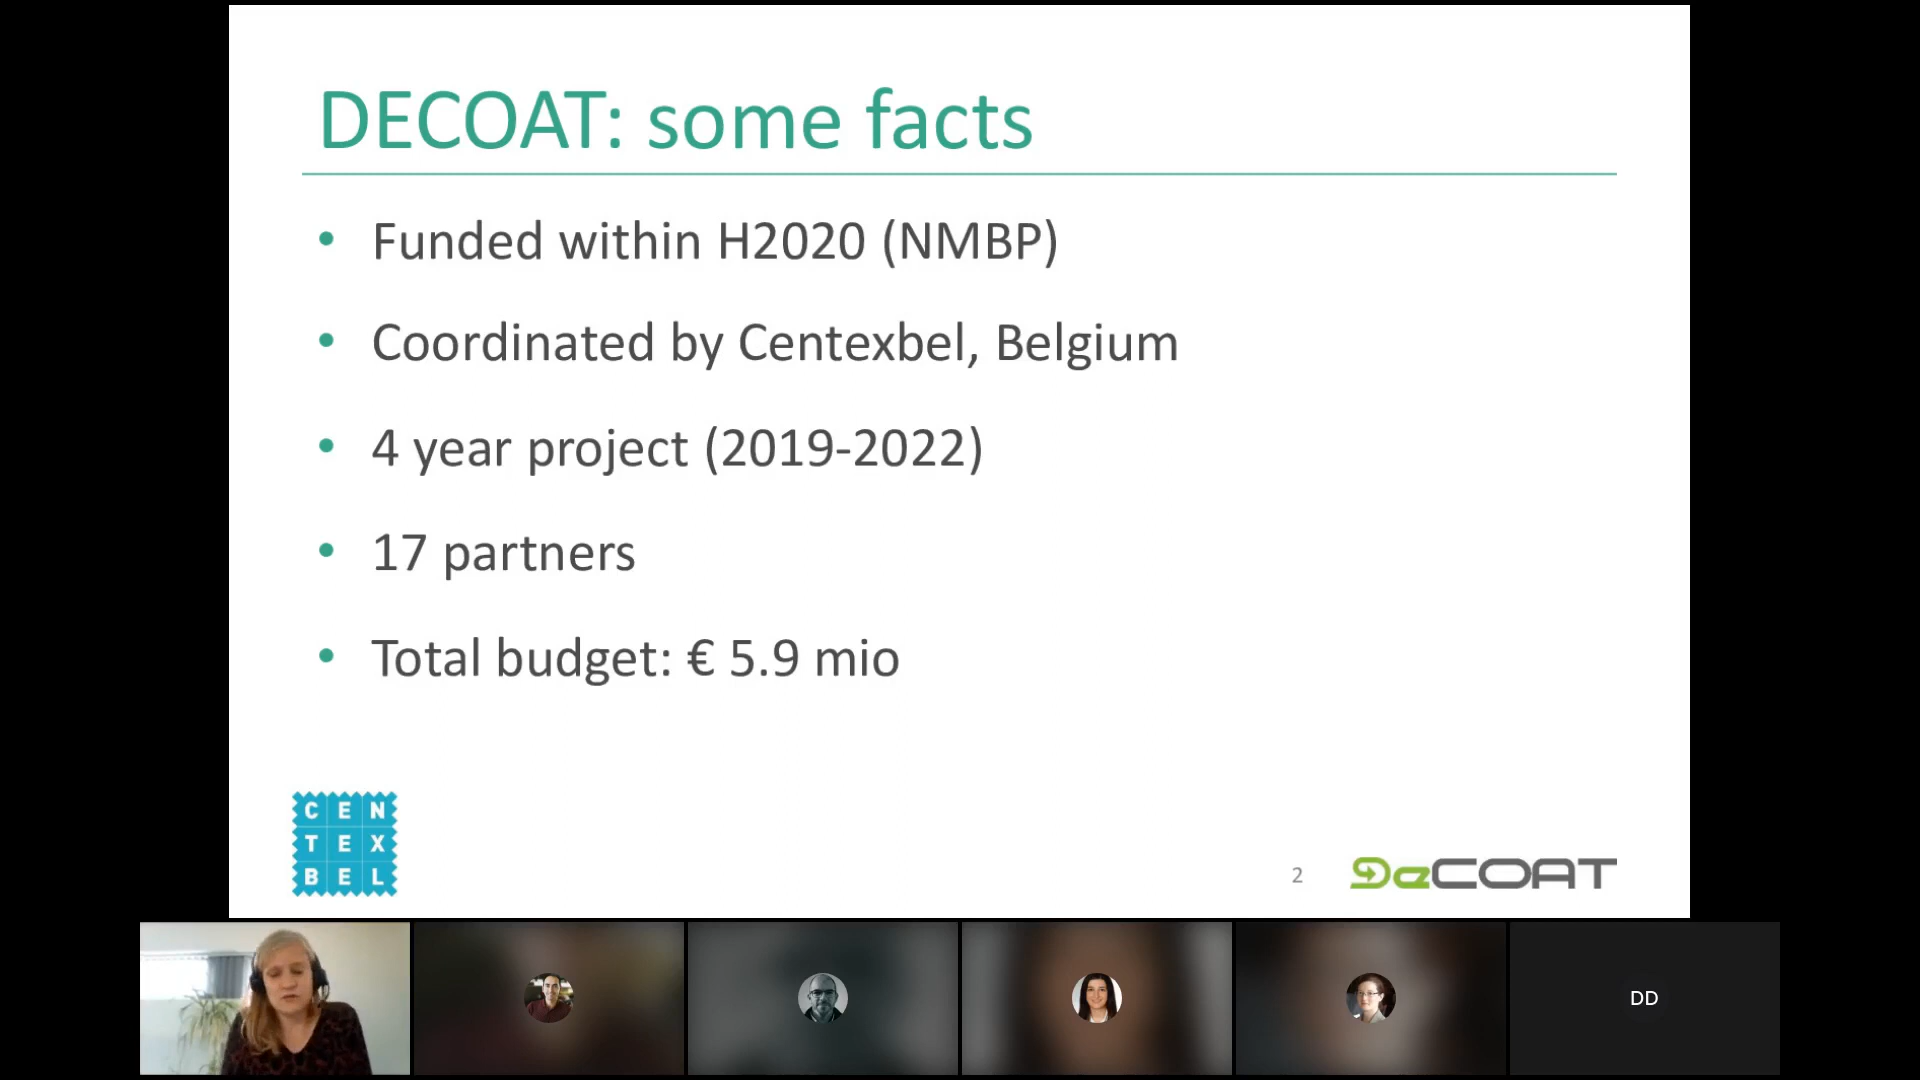 DECOAT: some facts
• Funded within H2020 (NMBP)
• Coordinated by Centexbel, Belgium
• 4 year project (2019-2022)
• 17 partners
• Total budget: € 5.9 mio
CEN
TEX
BEL
2
DeCOAT
DD